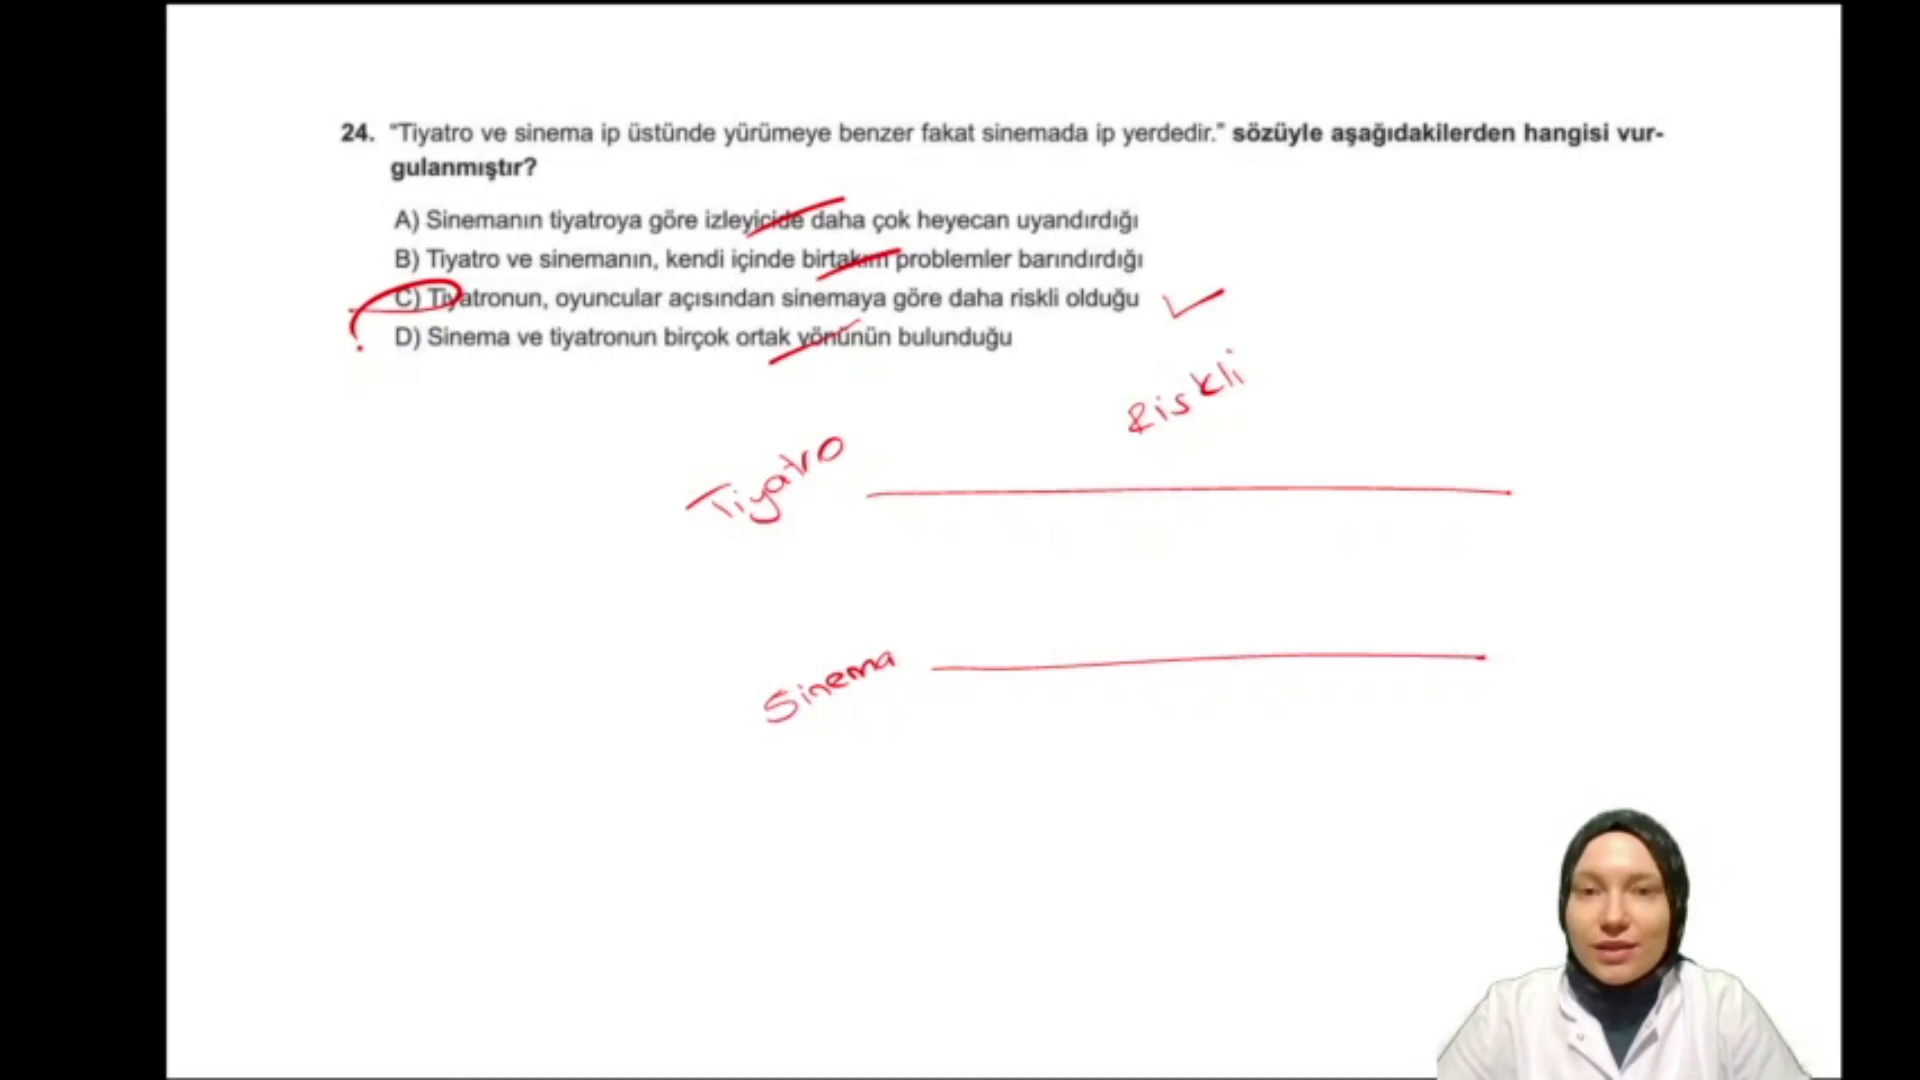 24. "Tiyatro ve sinema ip üstünde yürümeye benzer fakat sinemada ip yerdedir." sözüyle aşağıdakilerden hangisi vur-
gulanmıştır?
A) Sinemanın tiyatroya göre izleyicide daha çok heyecan uyandırdığı
B) Tiyatro ve sinemanın, kendi içinde birtakım problemler barındırdığı
C) Tiyatronun, oyuncular açısından sinemaya göre daha riskli olduğu
D) Sinema ve tiyatronun birçok ortak yönünün bulunduğu
Riskli
Tiyatro
Sinema